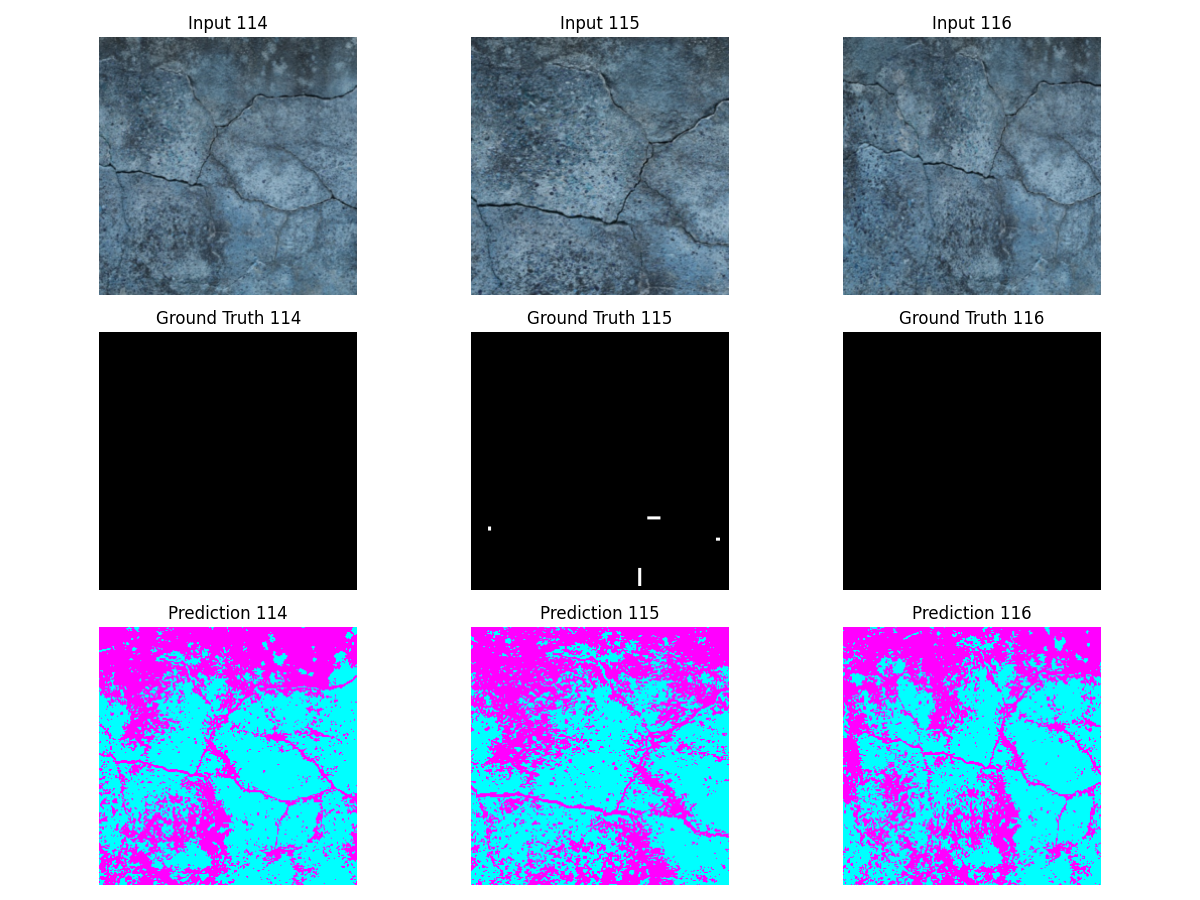 Input 114
Input 115
Input 116
Ground Truth 114
Ground Truth 115
Ground Truth 116
Prediction 114
Prediction 115
Prediction 116